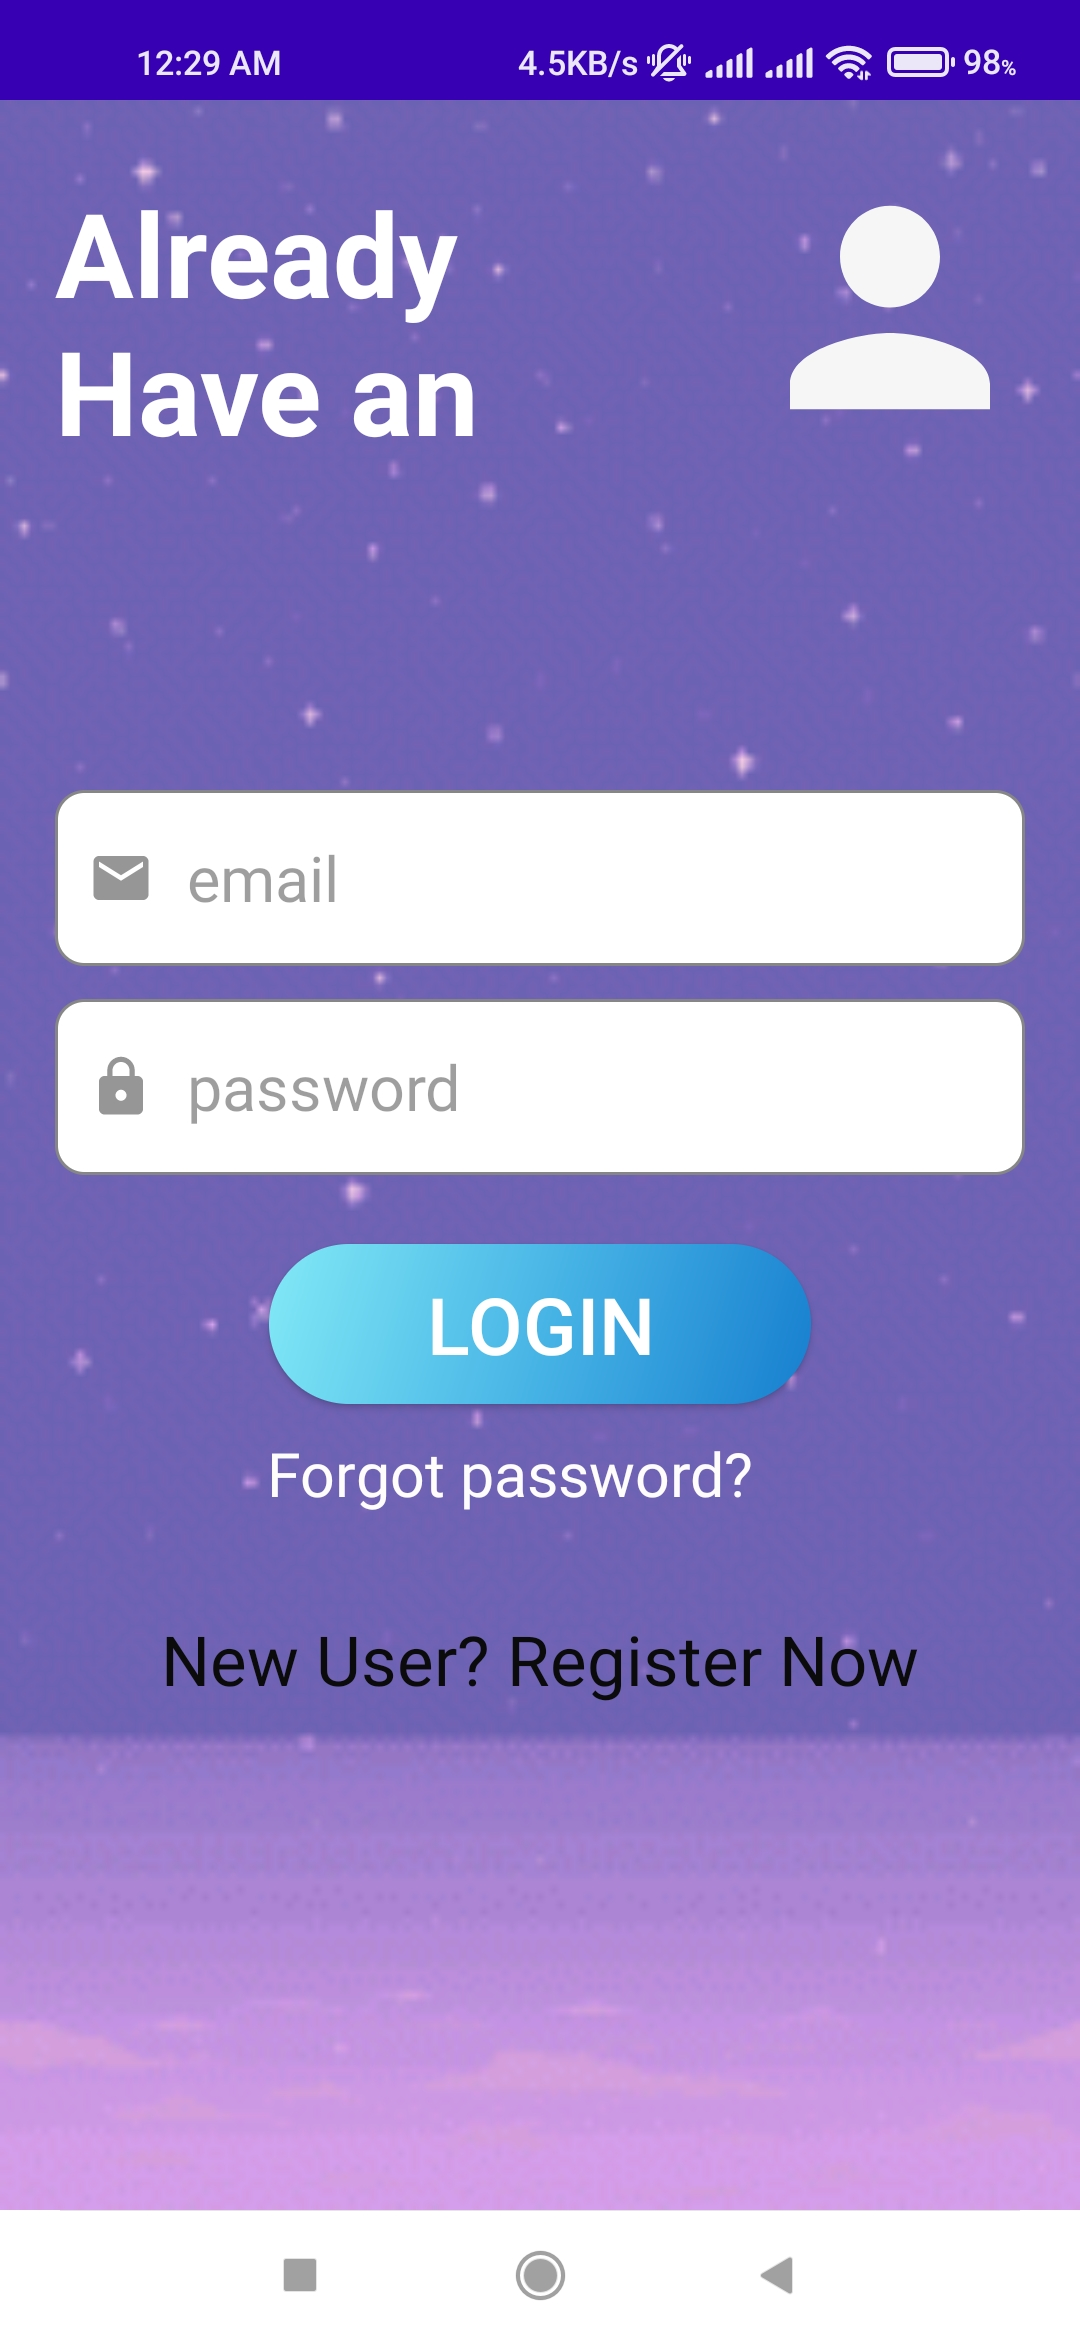 12:29 AM 4.5KB/s 98%
Already
Have an
email
password
LOGIN
Forgot password?
New User? Register Now